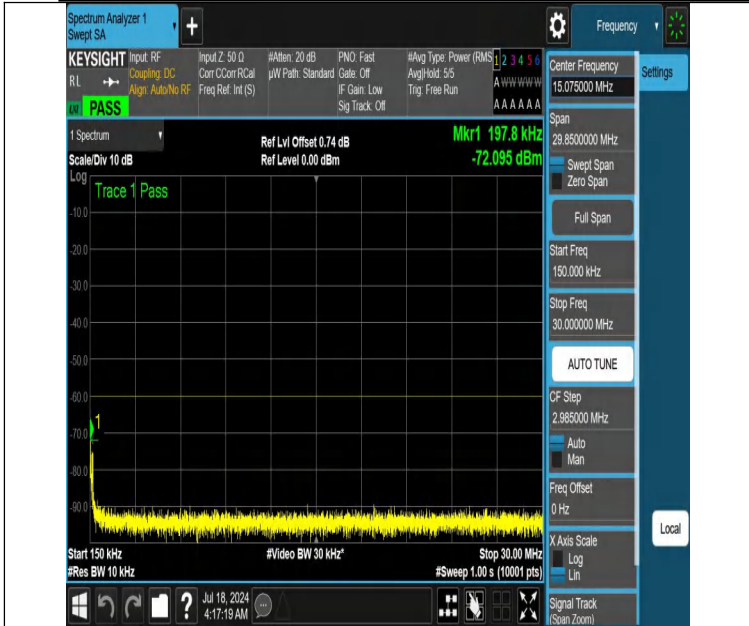 Spectrum Analyzer 1
Swept SA
+
Frequency
KEYSIGHT
RL
PASS
Input: RF
Coupling: DC
Align: Auto/No RF
Input Z: 50 Ω
Corr CCorr RCal
Freq Ref: Int (S)
#Atten: 20 dB
µW Path: Standard
PNO: Fast
Gate: Off
IF Gain: Low
Sig Track: Off
#Avg Type: Power (RMS
Avg|Hold: 5/5
Trig: Free Run
1 2 3 4 5 6
A W W W W W
A A A A A A
1 Spectrum
Scale/Div 10 dB
Ref Lvl Offset 0.74 dB
Ref Level 0.00 dBm
Mkr1 197.8 kHz
-72.095 dBm
Log
Trace 1 Pass
-10.0
-20.0
-30.0
-40.0
-50.0
-60.0
1
-70.0
-80.0
-90.0
Start 150 kHz
#Res BW 10 kHz
#Video BW 30 kHz*
Stop 30.00 MHz
#Sweep 1.00 s (10001 pts)
Jul 18, 2024
4:17:19 AM
Center Frequency
15.075000 MHz
Settings
Span
29.8500000 MHz
Swept Span
Zero Span
Full Span
Start Freq
150.000 kHz
Stop Freq
30.000000 MHz
AUTO TUNE
CF Step
2.985000 MHz
Auto
Man
Freq Offset
0 Hz
X Axis Scale
Log
Lin
Local
Signal Track
(Span Zoom)